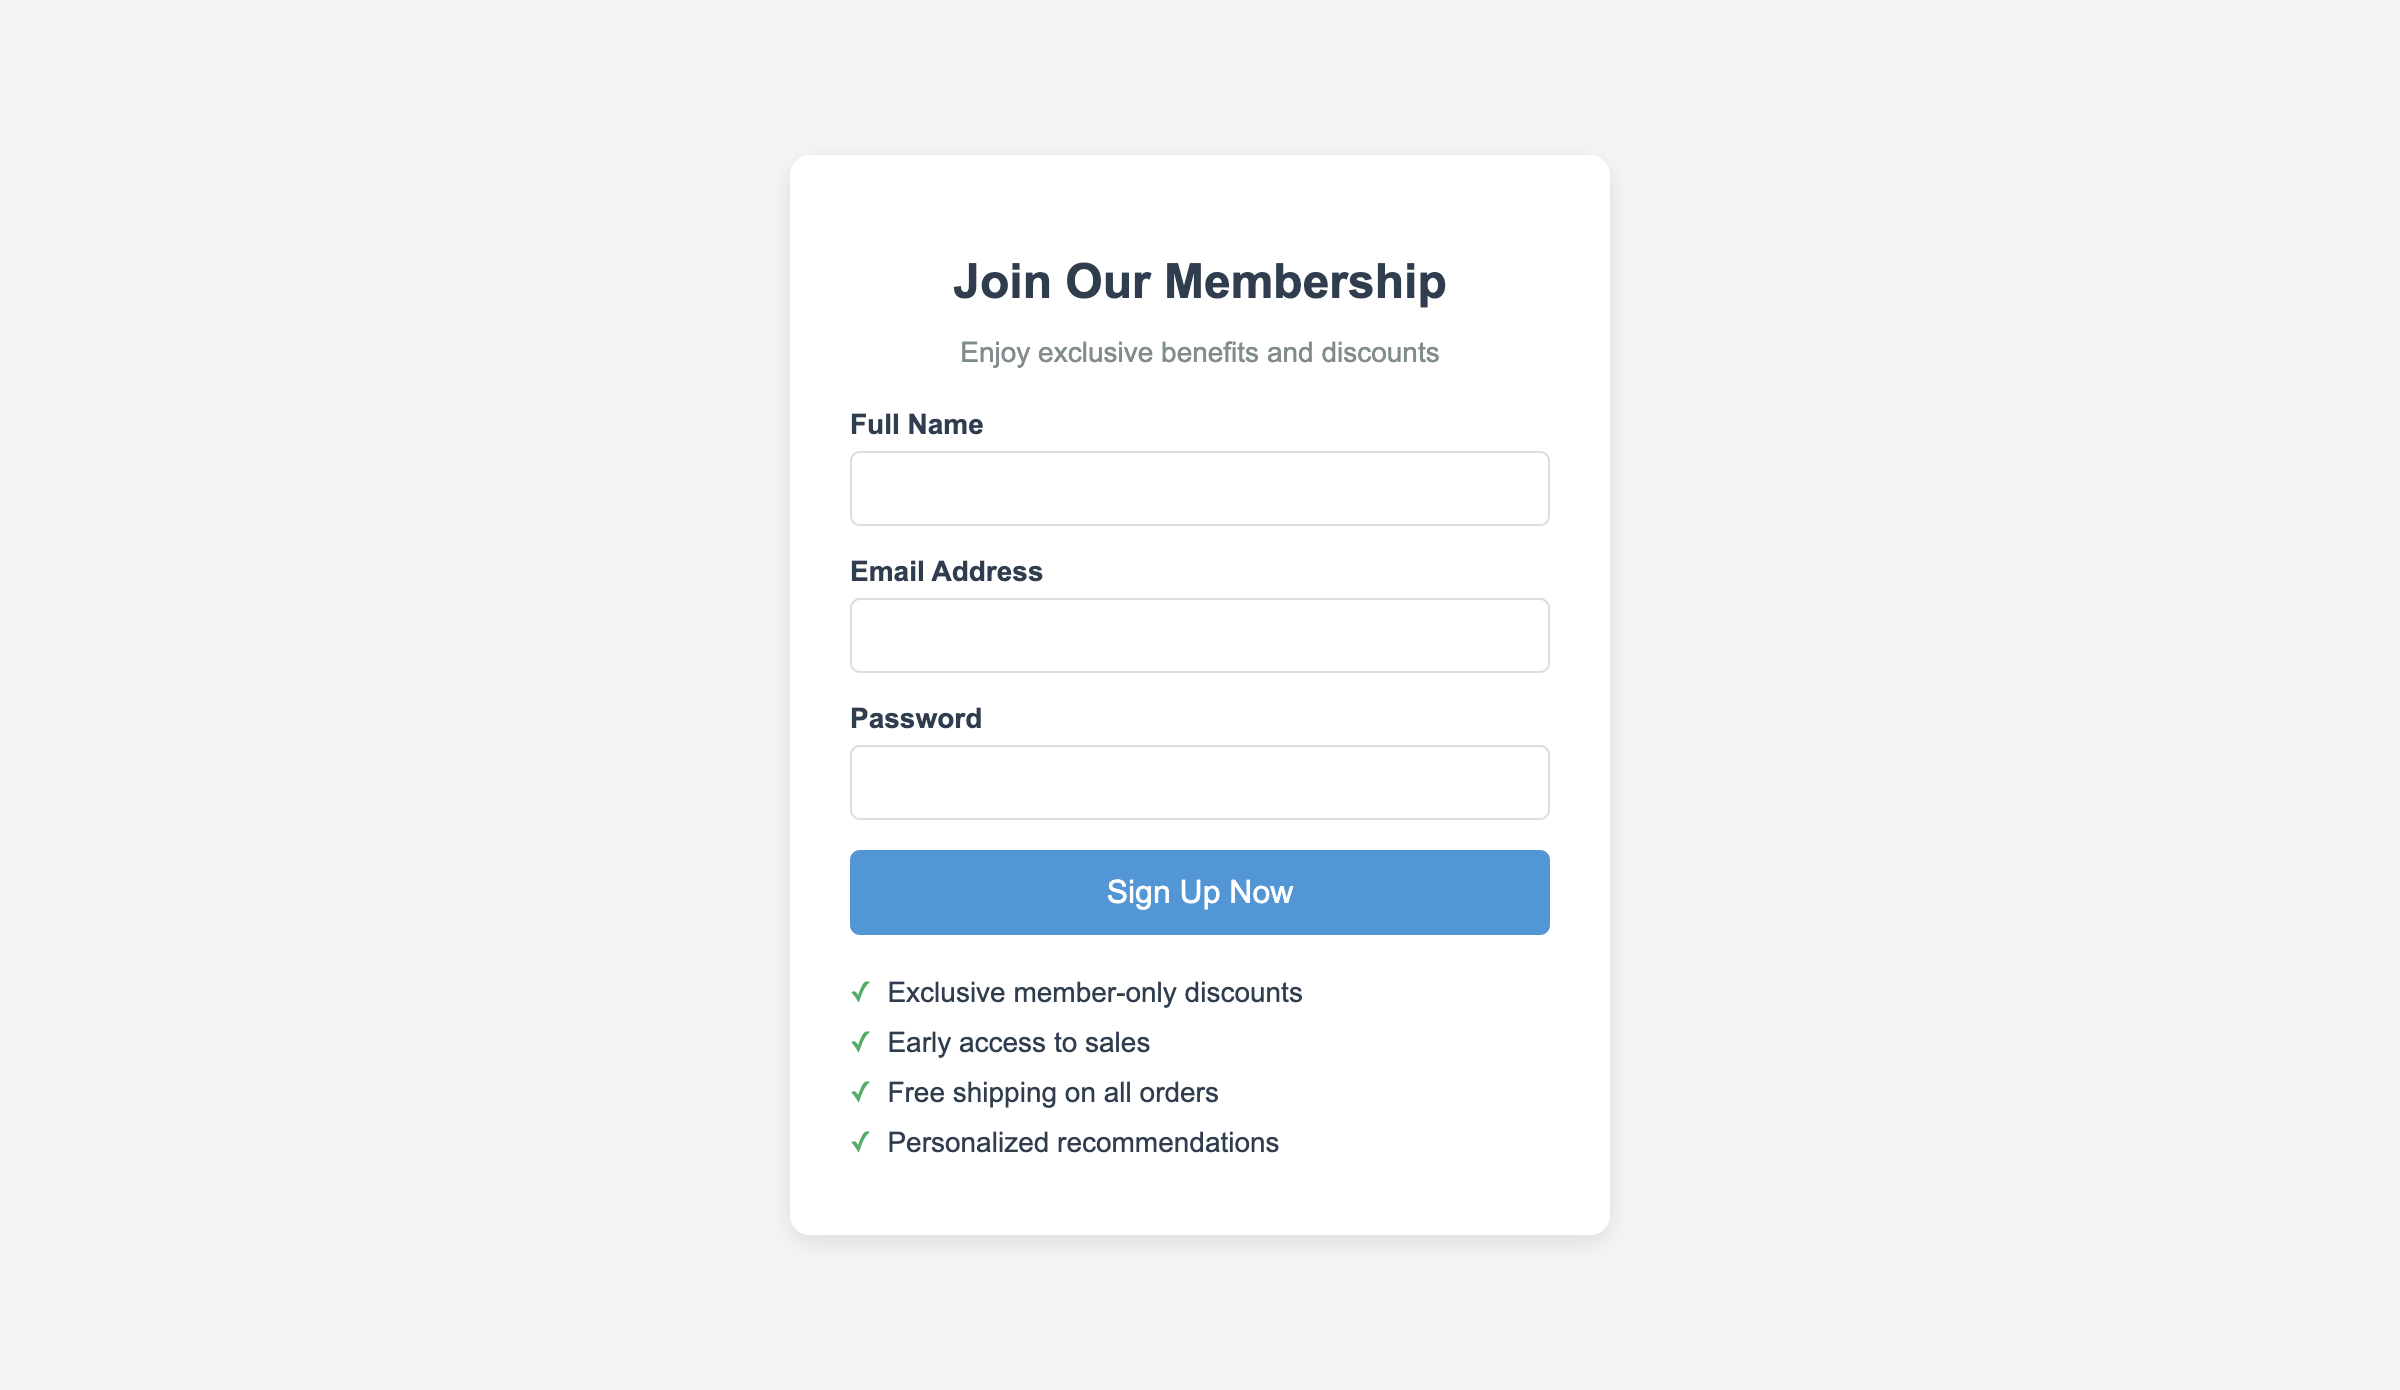 Join Our Membership
Enjoy exclusive benefits and discounts
Full Name
Email Address
Password
Sign Up Now
✓ Exclusive member-only discounts
✓ Early access to sales
✓ Free shipping on all orders
✓ Personalized recommendations